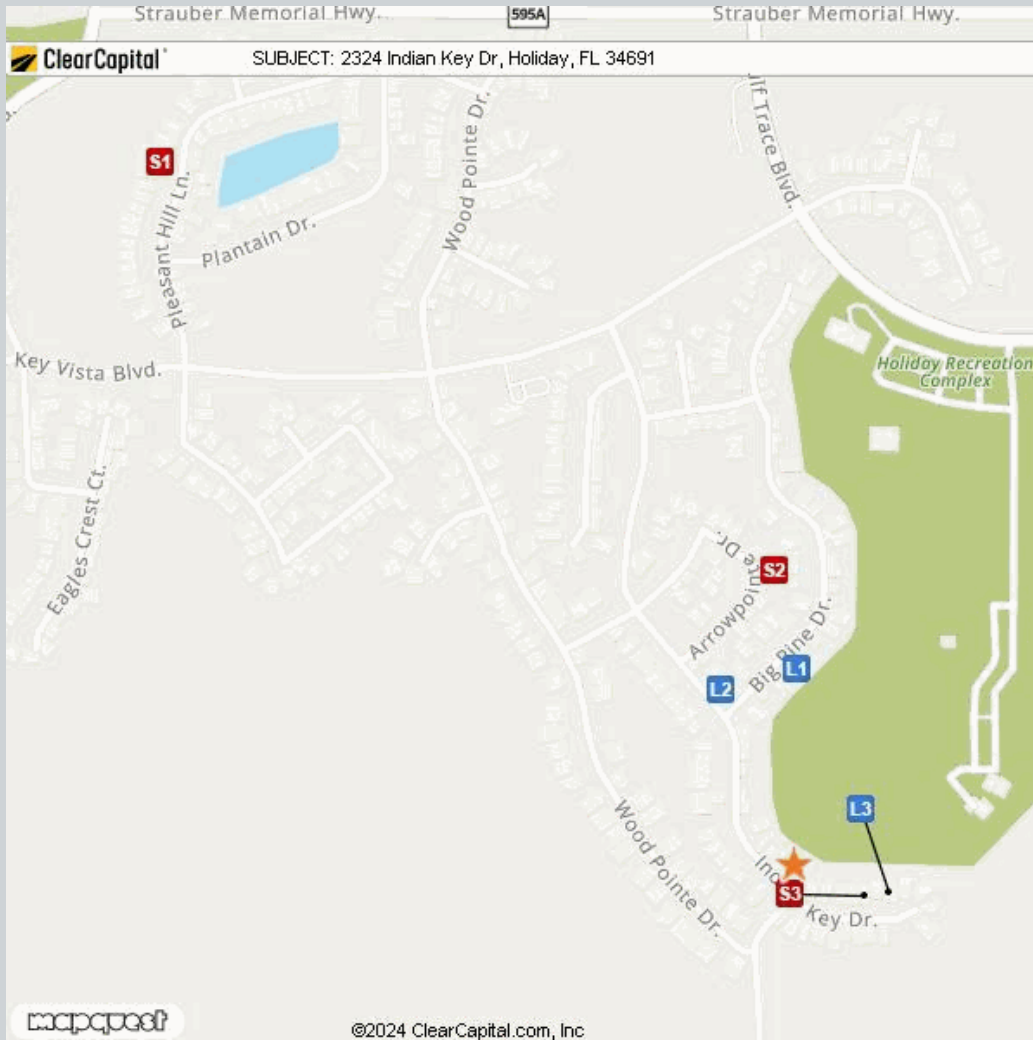 Strauber Memorial Hwy.
595A
Strauber Memorial Hwy.
ClearCapital
SUBJECT: 2324 Indian Key Dr, Holiday, FL 34691
Trace Blvd.
Wood Pointe Dr.
S1
Pleasant Hill Ln.
Plantain Dr.
Key Vista Blvd.
Holiday Recreation
Complex
Eagles Crest Ct.
Arrowpointe Dr.
S2
Big Pine Dr.
L1
L2
L3
Wood Pointe Dr.
S3
Key Dr.
mapquest
©2024 ClearCapital.com, Inc